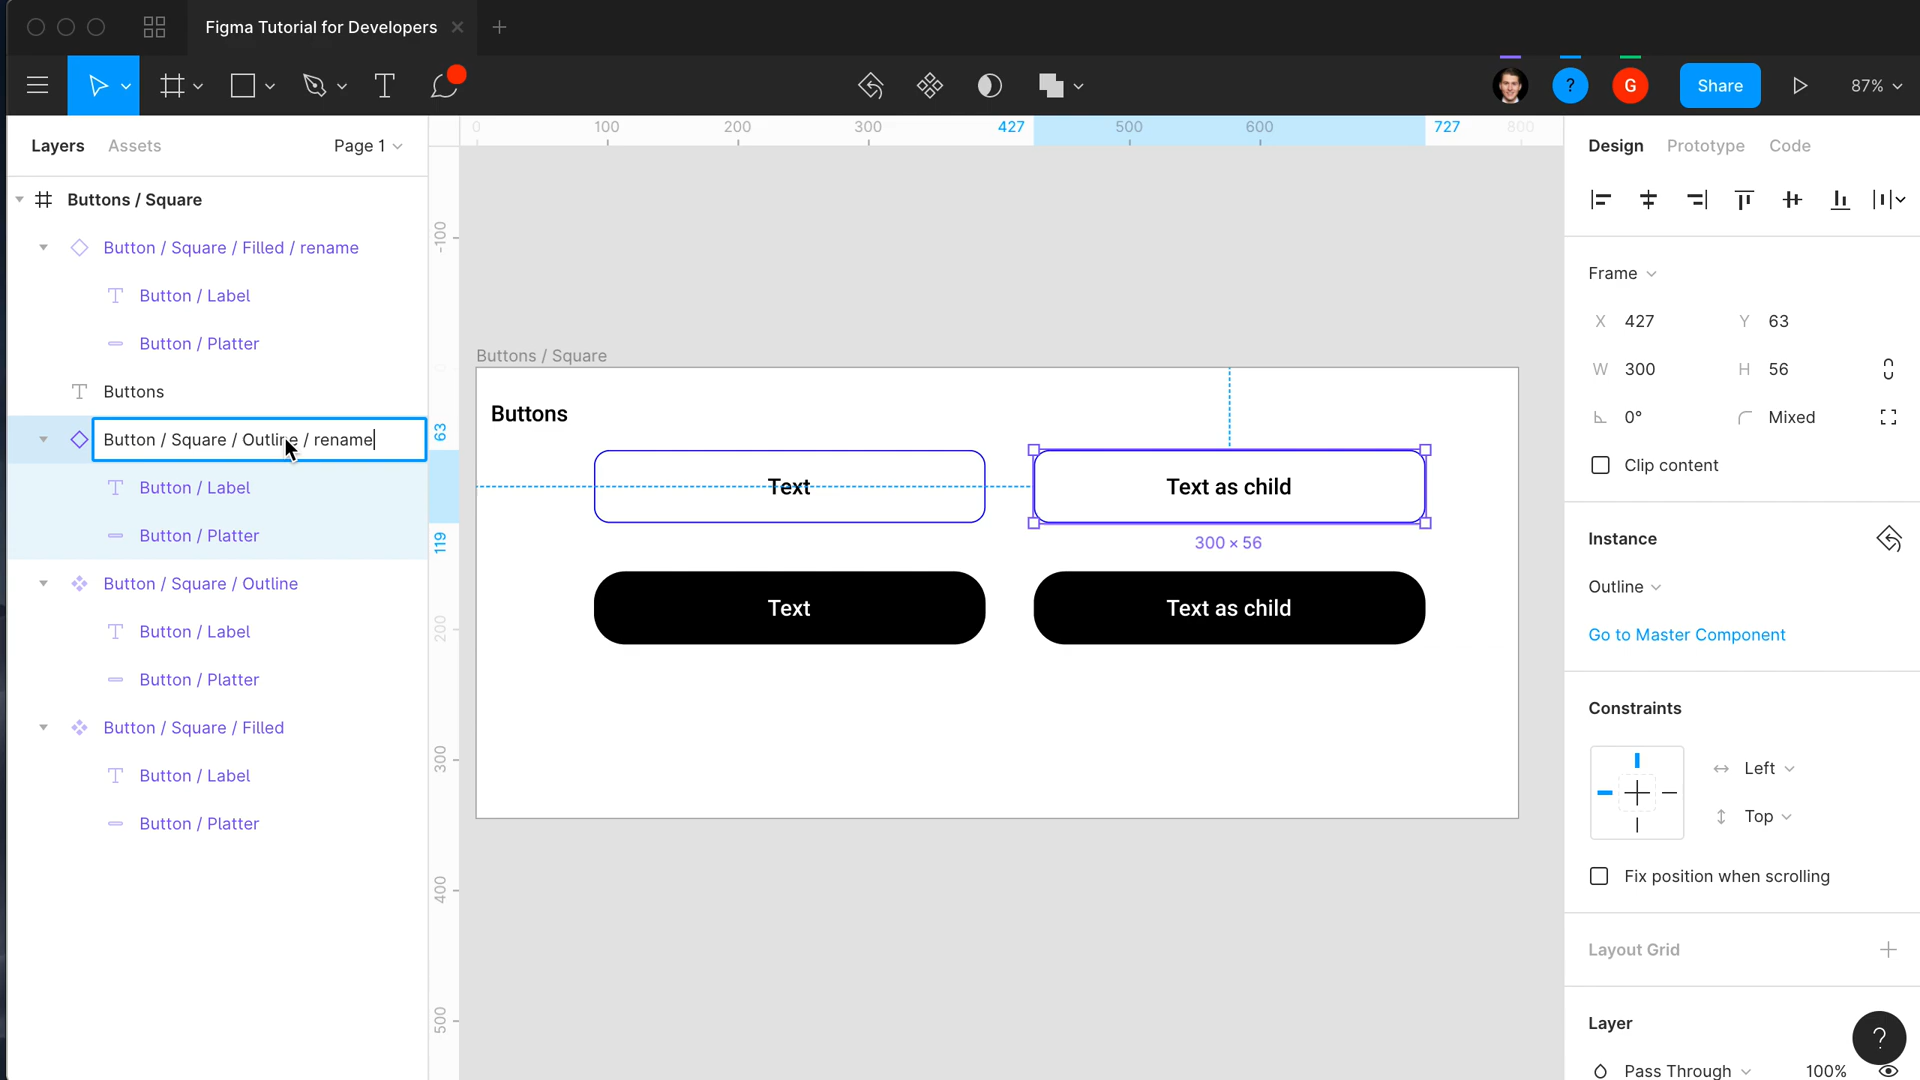 Figma Tutorial for Developers
? G Share 87%
Layers Assets Page 1
Buttons / Square
Button / Square / Filled / rename
Button / Label
Button / Platter
Buttons
Button / Square / Outline / rename
Button / Label
Button / Platter
Button / Square / Outline
Button / Label
Button / Platter
Button / Square / Filled
Button / Label
Button / Platter
0 100 200 300 427 500 600 727 800
-100
0
63
119
200
300
400
500
Buttons / Square
Buttons
Text
Text as child
300 × 56
Text
Text as child
Design Prototype Code
Frame
X 427 Y 63
W 300 H 56
0° Mixed
Clip content
Instance
Outline
Go to Master Component
Constraints
Left
Top
Fix position when scrolling
Layout Grid
Layer
Pass Through 100%
?